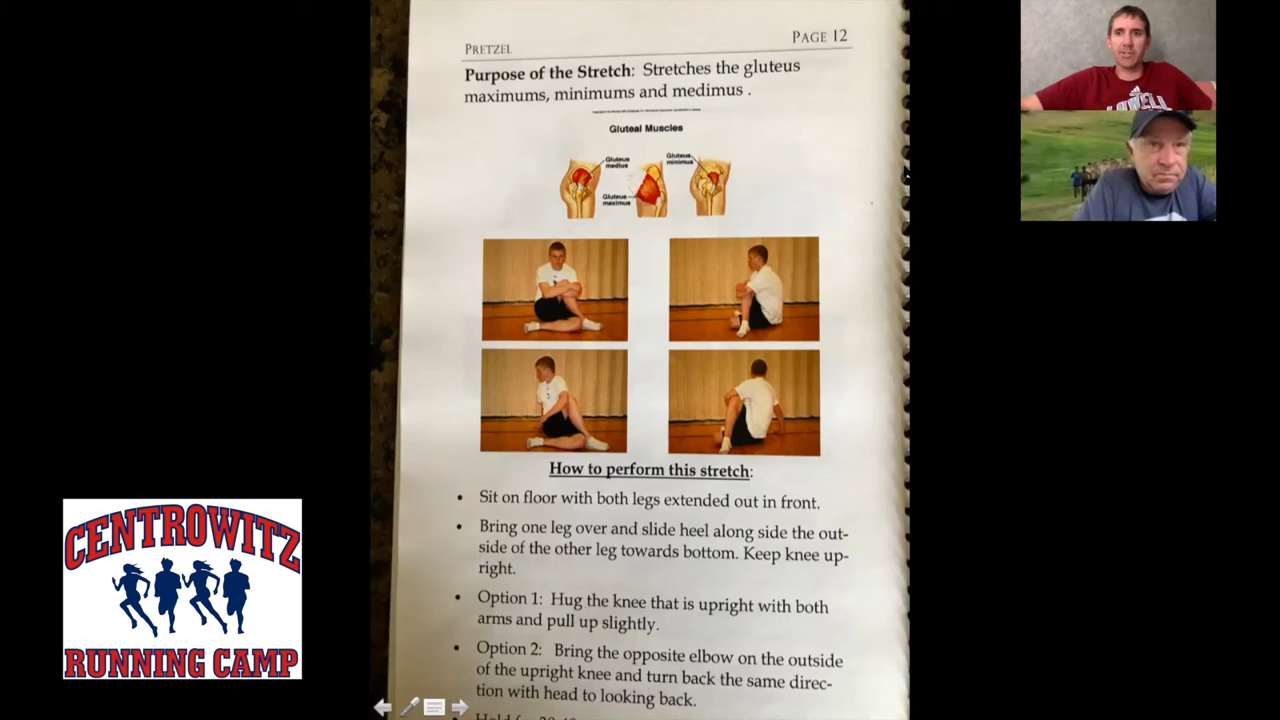 PRETZEL
PAGE 12
Purpose of the Stretch: Stretches the gluteus
maximums, minimums and medimus .
Gluteal Muscles
Gluteus
medius
Gluteus
maximus
Gluteus
minimus
How to perform this stretch:
• Sit on floor with both legs extended out in front.
• Bring one leg over and slide heel along side the out-
side of the other leg towards bottom. Keep knee up-
right.
• Option 1: Hug the knee that is upright with both
arms and pull up slightly.
• Option 2: Bring the opposite elbow on the outside
of the upright knee and turn back the same direc-
tion with head to looking back.
CENTROWITZ
RUNNING CAMP
LOWELL